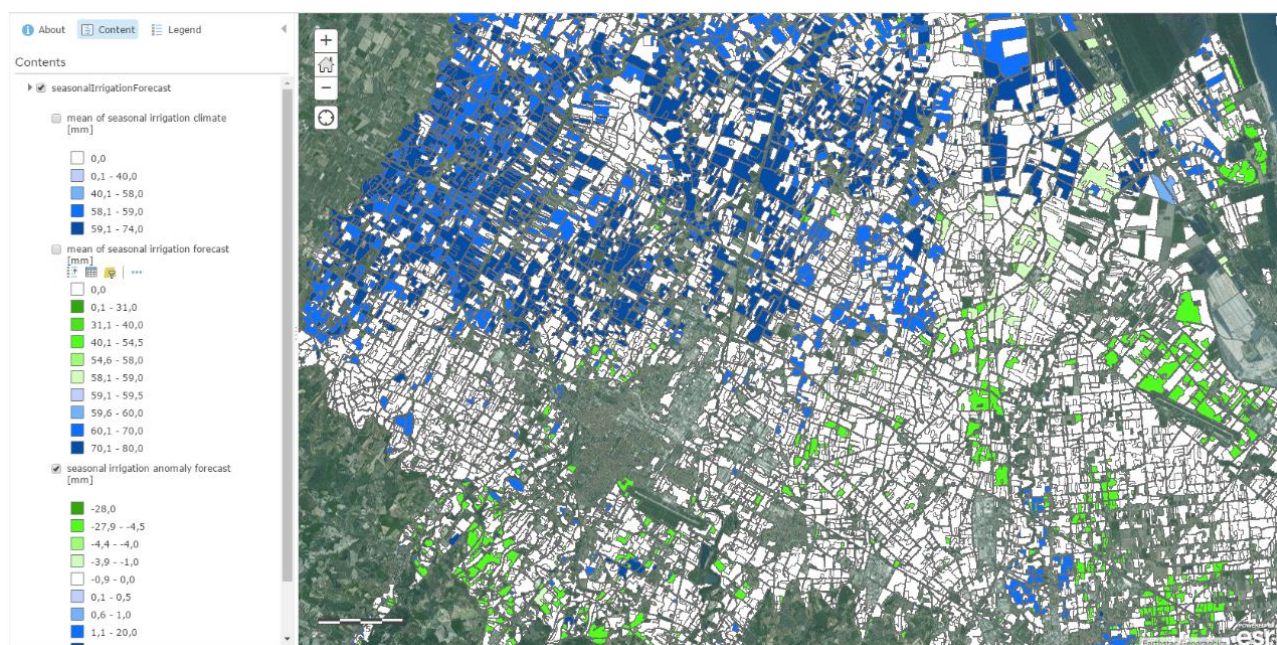 About Content Legend
Contents
seasonalIrrigationForecast
mean of seasonal irrigation climate
[mm]
0,0
0,1 - 40,0
40,1 - 58,0
58,1 - 59,0
59,1 - 74,0
mean of seasonal irrigation forecast
[mm]
0,0
0,1 - 31,0
31,1 - 40,0
40,1 - 54,5
54,6 - 58,0
58,1 - 59,0
59,1 - 59,5
59,6 - 60,0
60,1 - 70,0
70,1 - 80,0
seasonal irrigation anomaly forecast
[mm]
-28,0
-27,9 - -4,5
-4,4 - -4,0
-3,9 - -1,0
-0,9 - 0,0
0,1 - 0,5
0,6 - 1,0
1,1 - 20,0
esri